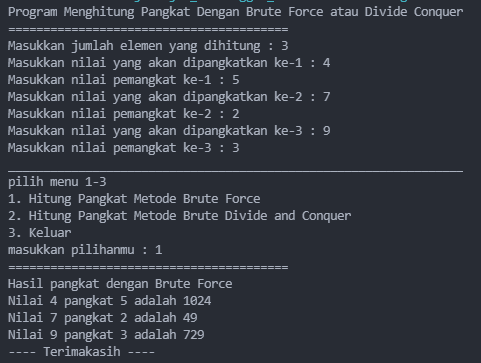 Program Menghitung Pangkat Dengan Brute Force atau Divide Conquer
========================================
Masukkan jumlah elemen yang dihitung : 3
Masukkan nilai yang akan dipangkatkan ke-1 : 4
Masukkan nilai pemangkat ke-1 : 5
Masukkan nilai yang akan dipangkatkan ke-2 : 7
Masukkan nilai pemangkat ke-2 : 2
Masukkan nilai yang akan dipangkatkan ke-3 : 9
Masukkan nilai pemangkat ke-3 : 3
_________________________________________________________________
pilih menu 1-3
1. Hitung Pangkat Metode Brute Force
2. Hitung Pangkat Metode Brute Divide and Conquer
3. Keluar
masukkan pilihanmu : 1
========================================
Hasil pangkat dengan Brute Force
Nilai 4 pangkat 5 adalah 1024
Nilai 7 pangkat 2 adalah 49
Nilai 9 pangkat 3 adalah 729
---- Terimakasih ----